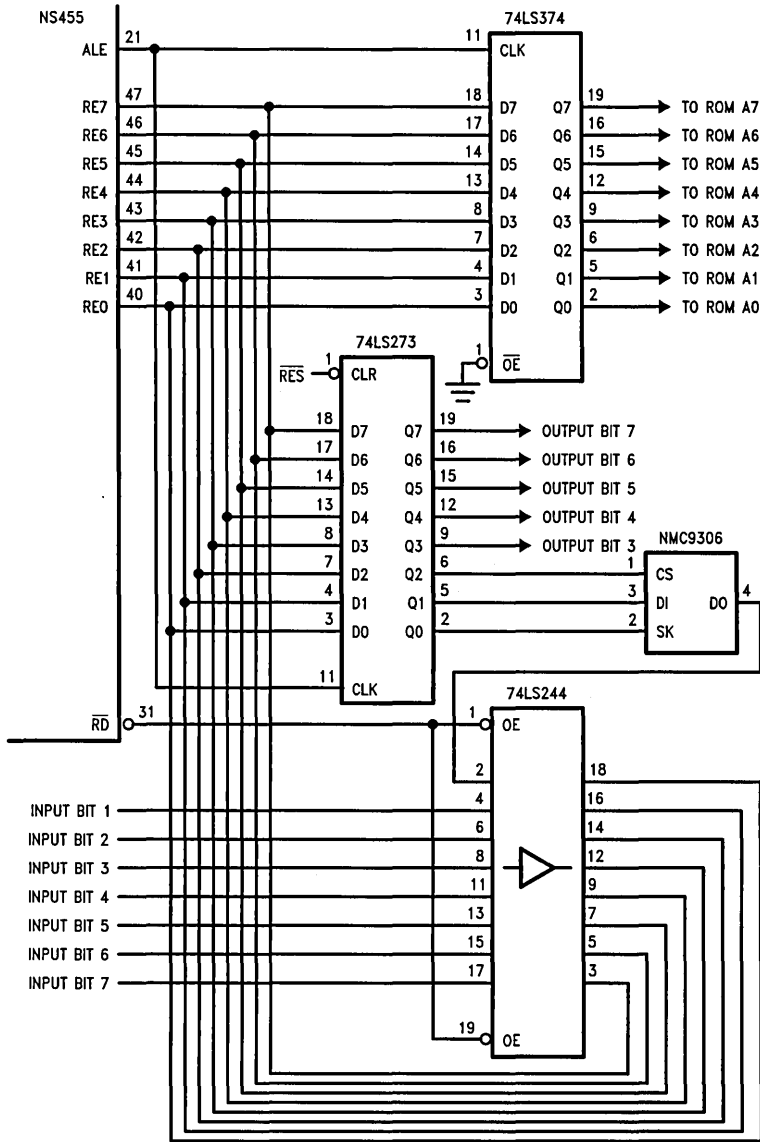 NS455
74LS374
ALE 21 11 CLK
RE7 47 18 D7 Q7 19 TO ROM A7
RE6 46 17 D6 Q6 16 TO ROM A6
RE5 45 14 D5 Q5 15 TO ROM A5
RE4 44 13 D4 Q4 12 TO ROM A4
RE3 43 8 D3 Q3 9 TO ROM A3
RE2 42 7 D2 Q2 6 TO ROM A2
RE1 41 4 D1 Q1 5 TO ROM A1
RE0 40 3 D0 Q0 2 TO ROM A0
1 OE
74LS273
RES 1 CLR
18 D7 Q7 19 OUTPUT BIT 7
17 D6 Q6 16 OUTPUT BIT 6
14 D5 Q5 15 OUTPUT BIT 5
13 D4 Q4 12 OUTPUT BIT 4
8 D3 Q3 9 OUTPUT BIT 3
7 D2 Q2 6
4 D1 Q1 5
3 D0 Q0 2
11 CLK
NMC9306
1 CS
3 DI DO 4
2 SK
74LS244
RD 31 1 OE
2 18
INPUT BIT 1 4 16
INPUT BIT 2 6 14
INPUT BIT 3 8 12
INPUT BIT 4 11 9
INPUT BIT 5 13 7
INPUT BIT 6 15 5
INPUT BIT 7 17 3
19 OE